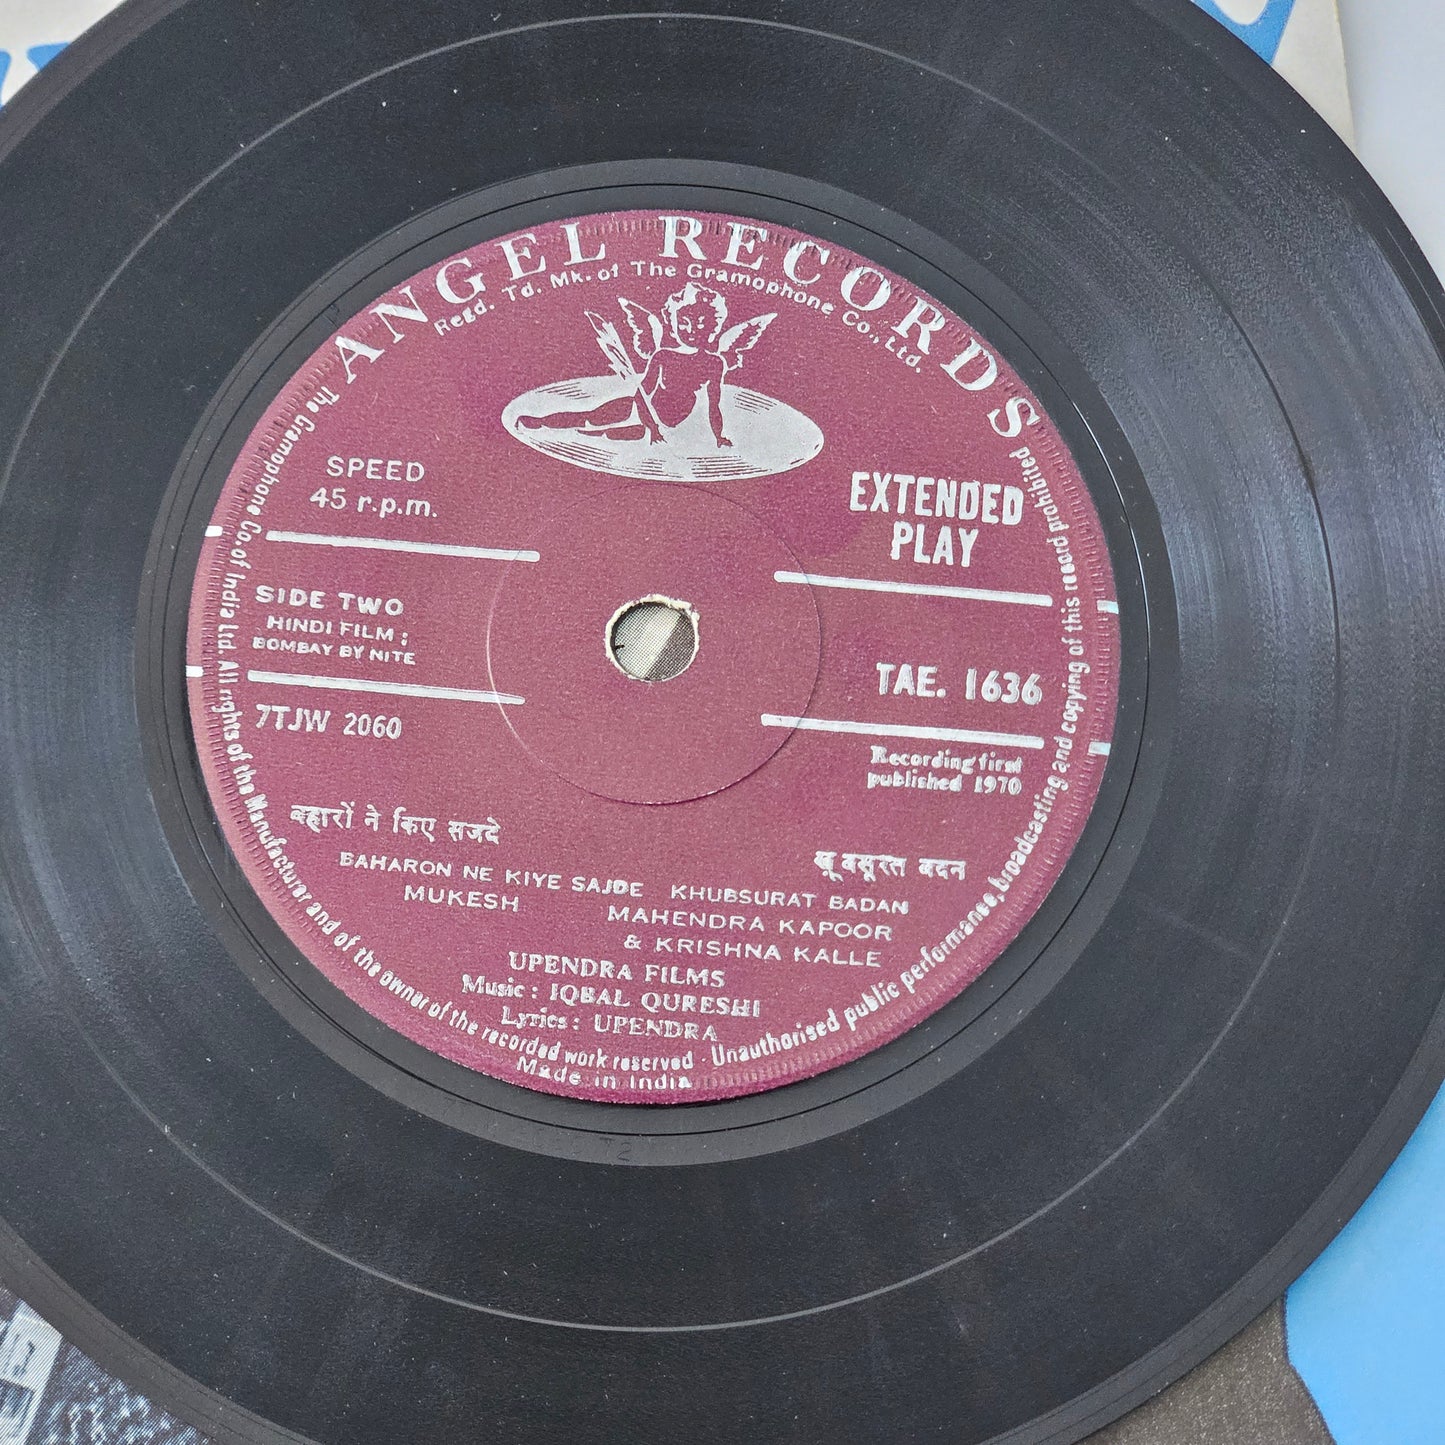 ANGEL RECORDS
Regd. Td. Mk. of The Gramophone Co., Ltd.
SPEED
45 r.p.m.
EXTENDED
PLAY
SIDE TWO
HINDI FILM :
BOMBAY BY NITE
TAE. 1636
7TJW 2060
Recording first
published 1970
बहारों ने किए सजदे
खूबसूरत बदन
BAHARON NE KIYE SAJDE KHUBSURAT BADAN
MUKESH MAHENDRA KAPOOR
& KRISHNA KALLE
UPENDRA FILMS
Music : IQBAL QURESHI
Lyrics : UPENDRA
The Gramophone Co. of India Ltd. All rights of the Manufacturer and of the owner of the recorded work reserved · Unauthorised public performance, broadcasting and copying of this record prohibited
Made in India